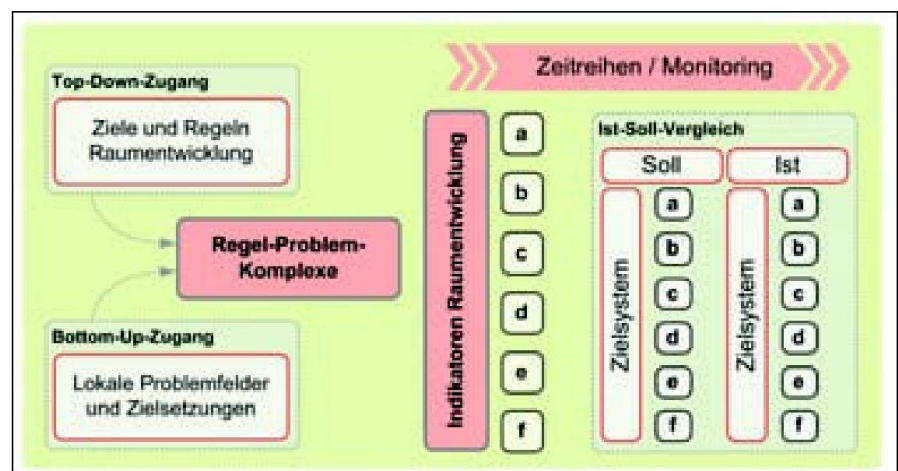 Top-Down-Zugang
Ziele und Regeln
Raumentwicklung
Regel-Problem-
Komplexe
Bottom-Up-Zugang
Lokale Problemfelder
und Zielsetzungen
Zeitreihen / Monitoring
Indikatoren Raumentwicklung
a
b
c
d
e
f
Ist-Soll-Vergleich
Soll
Zielsystem
a
b
c
d
e
f
Ist
Zielsystem
a
b
c
d
e
f